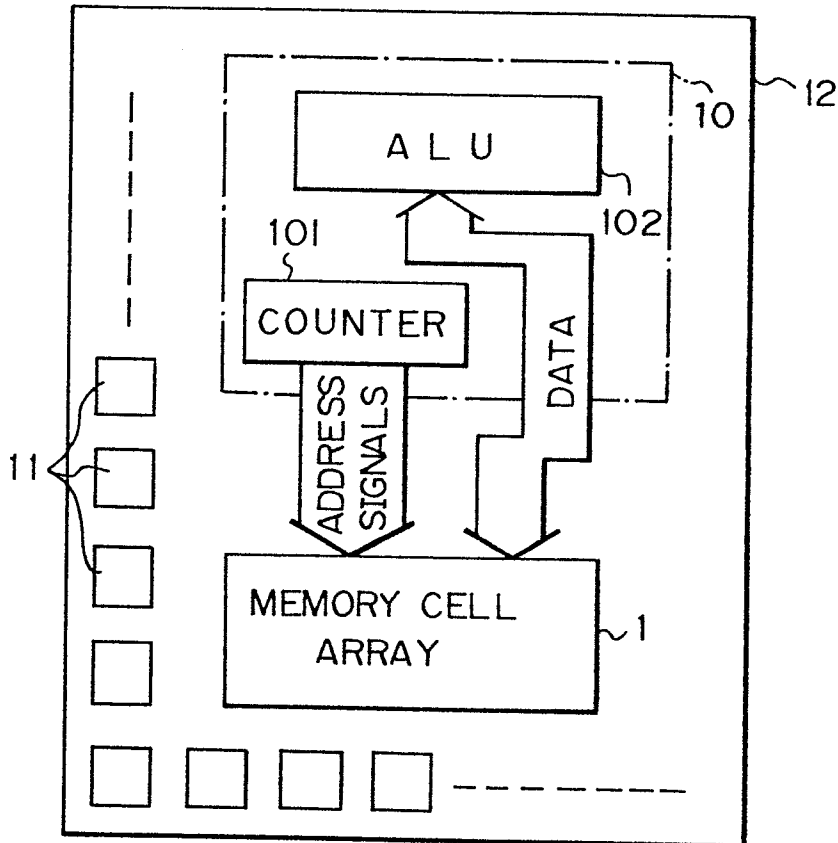 12
10
ALU
102
101
COUNTER
DATA
ADDRESS
SIGNALS
11
MEMORY CELL
ARRAY
1